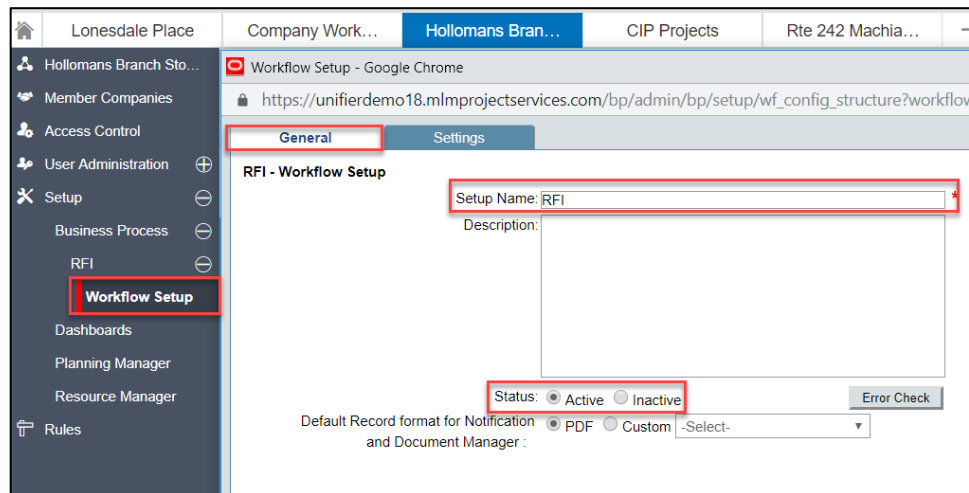 Lonesdale Place
Company Work...
Hollomans Bran...
CIP Projects
Rte 242 Machia...
Hollomans Branch Sto...
Member Companies
Access Control
User Administration
Setup
Business Process
RFI
Workflow Setup
Dashboards
Planning Manager
Resource Manager
Rules
Workflow Setup - Google Chrome
https://unifierdemo18.mlmprojectservices.com/bp/admin/bp/setup/wf_config_structure?workflow
General
Settings
RFI - Workflow Setup
Setup Name: RFI *
Description:
Status: Active Inactive
Error Check
Default Record format for Notification
and Document Manager :
PDF Custom -Select-